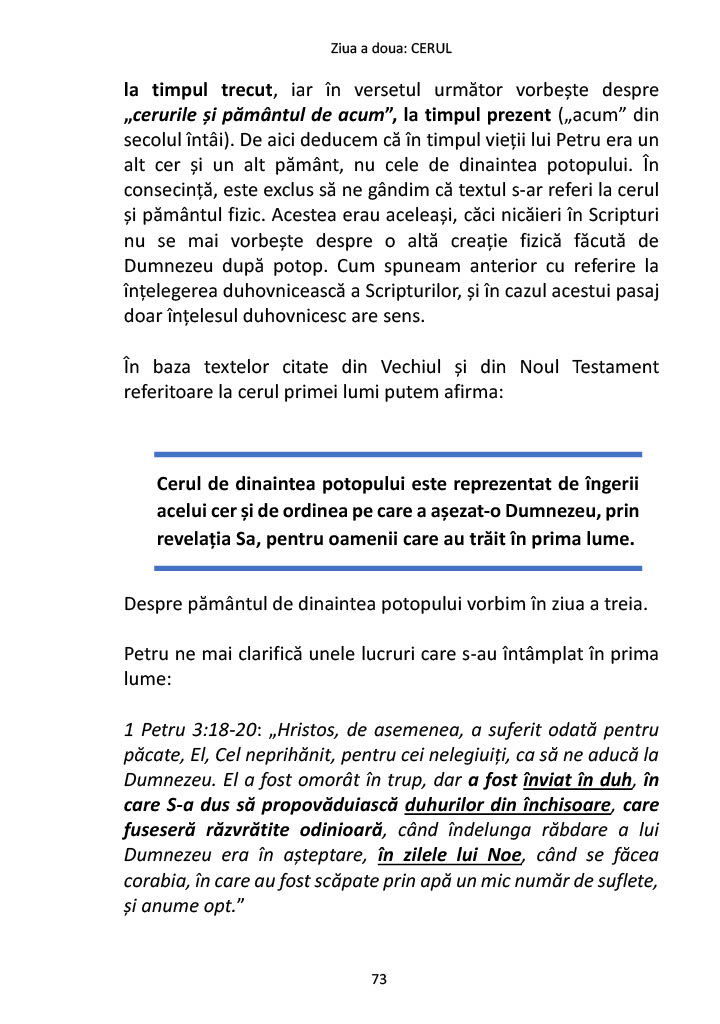 Ziua a doua: CERUL
la timpul trecut, iar în versetul următor vorbește despre
„cerurile și pământul de acum”, la timpul prezent („acum” din
secolul întâi). De aici deducem că în timpul vieții lui Petru era un
alt cer și un alt pământ, nu cele de dinaintea potopului. În
consecință, este exclus să ne gândim că textul s-ar referi la cerul
și pământul fizic. Acestea erau aceleași, căci nicăieri în Scripturi
nu se mai vorbește despre o altă creație fizică făcută de
Dumnezeu după potop. Cum spuneam anterior cu referire la
înțelegerea duhovnicească a Scripturilor, și în cazul acestui pasaj
doar înțelesul duhovnicesc are sens.
În baza textelor citate din Vechiul și din Noul Testament
referitoare la cerul primei lumi putem afirma:
Cerul de dinaintea potopului este reprezentat de îngerii
acelui cer și de ordinea pe care a așezat-o Dumnezeu, prin
revelația Sa, pentru oamenii care au trăit în prima lume.
Despre pământul de dinaintea potopului vorbim în ziua a treia.
Petru ne mai clarifică unele lucruri care s-au întâmplat în prima
lume:
1 Petru 3:18-20: „Hristos, de asemenea, a suferit odată pentru
păcate, El, Cel neprihănit, pentru cei nelegiuiți, ca să ne aducă la
Dumnezeu. El a fost omorât în trup, dar a fost înviat în duh, în
care S-a dus să propovăduiască duhurilor din închisoare, care
fuseseră răzvrătite odinioară, când îndelunga răbdare a lui
Dumnezeu era în așteptare, în zilele lui Noe, când se făcea
corabia, în care au fost scăpate prin apă un mic număr de suflete,
și anume opt.”
73